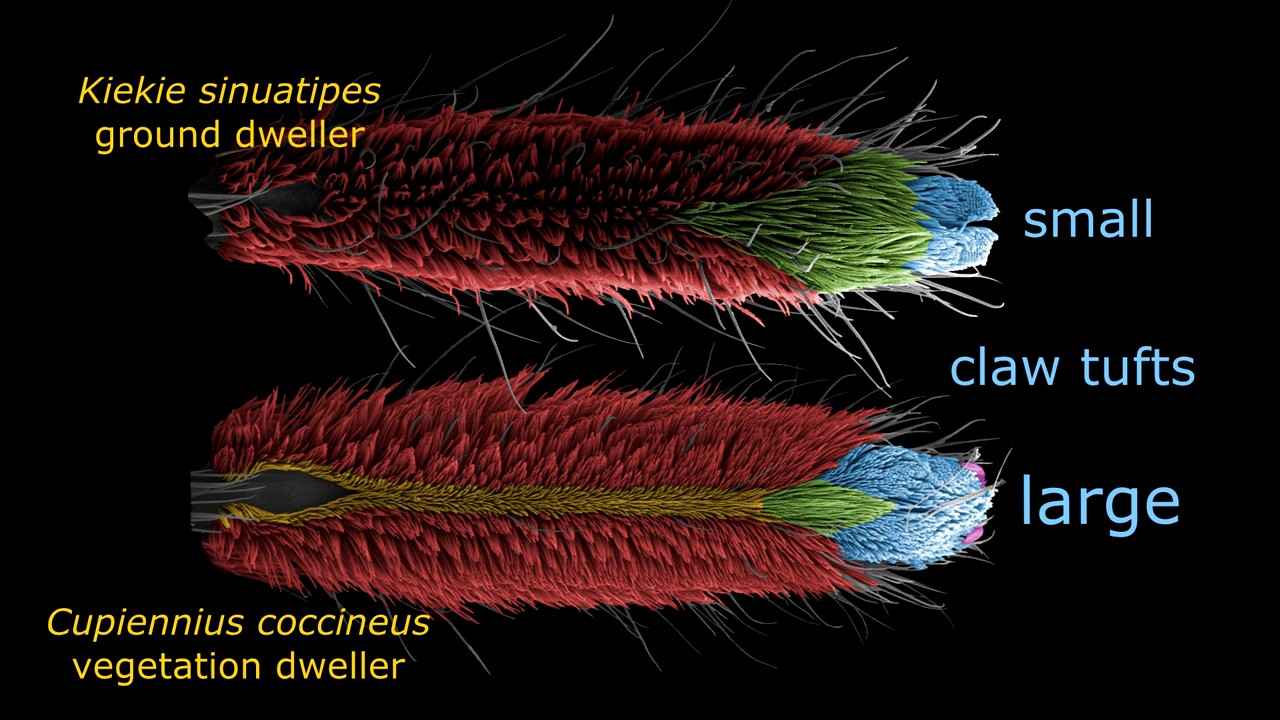 Kiekie sinuatipes
ground dweller
small
claw tufts
large
Cupiennius coccineus
vegetation dweller